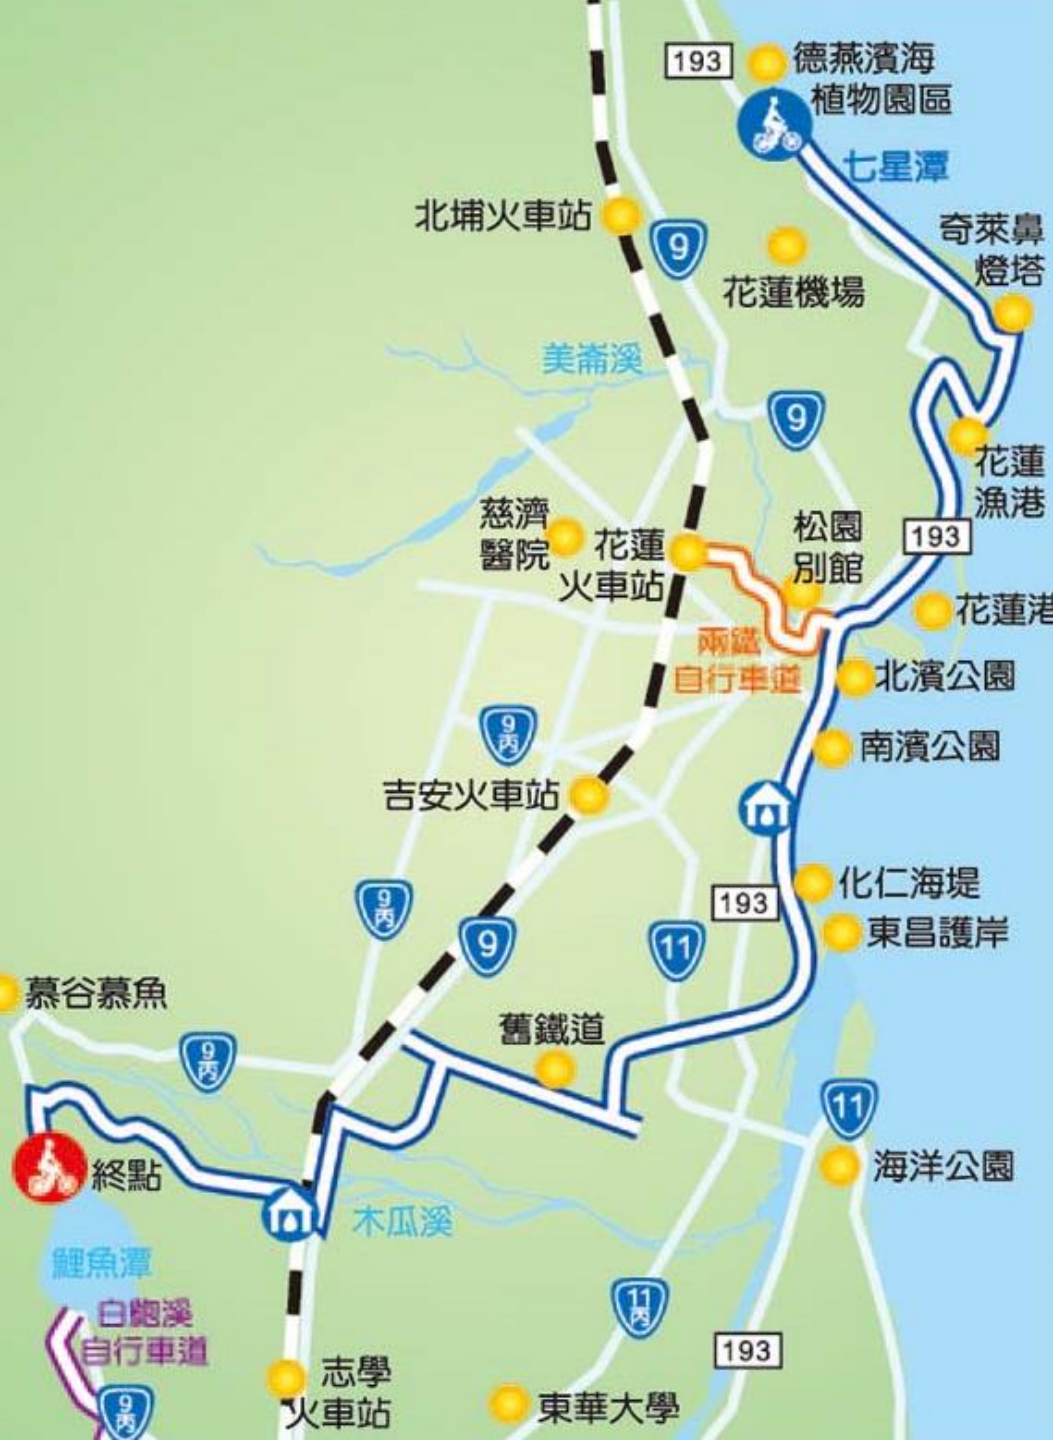 193
德燕濱海
植物園區
七星潭
北埔火車站
9
奇萊鼻
燈塔
花蓮機場
美崙溪
9
花蓮
漁港
慈濟
醫院
花蓮
火車站
松園
別館
193
花蓮港
兩鐵
自行車道
北濱公園
9
丙
南濱公園
吉安火車站
化仁海堤
193
9
丙
9
11
東昌護岸
慕谷慕魚
舊鐵道
9
丙
11
終點
海洋公園
木瓜溪
鯉魚潭
白鮑溪
自行車道
11
丙
193
9
丙
志學
火車站
東華大學